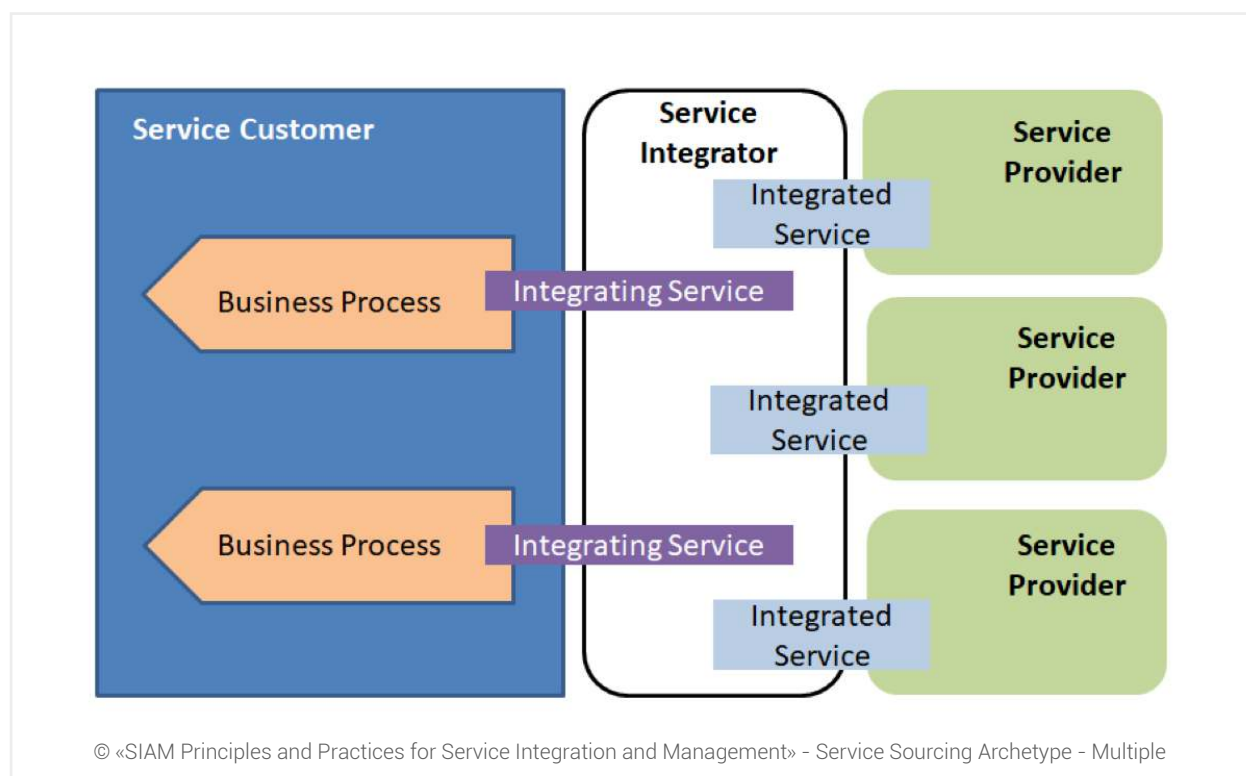 Service Customer
Business Process
Integrating Service
Business Process
Integrating Service
Service
Integrator
Integrated
Service
Integrated
Service
Integrated
Service
Service
Provider
Service
Provider
Service
Provider
© «SIAM Principles and Practices for Service Integration and Management» - Service Sourcing Archetype - Multiple